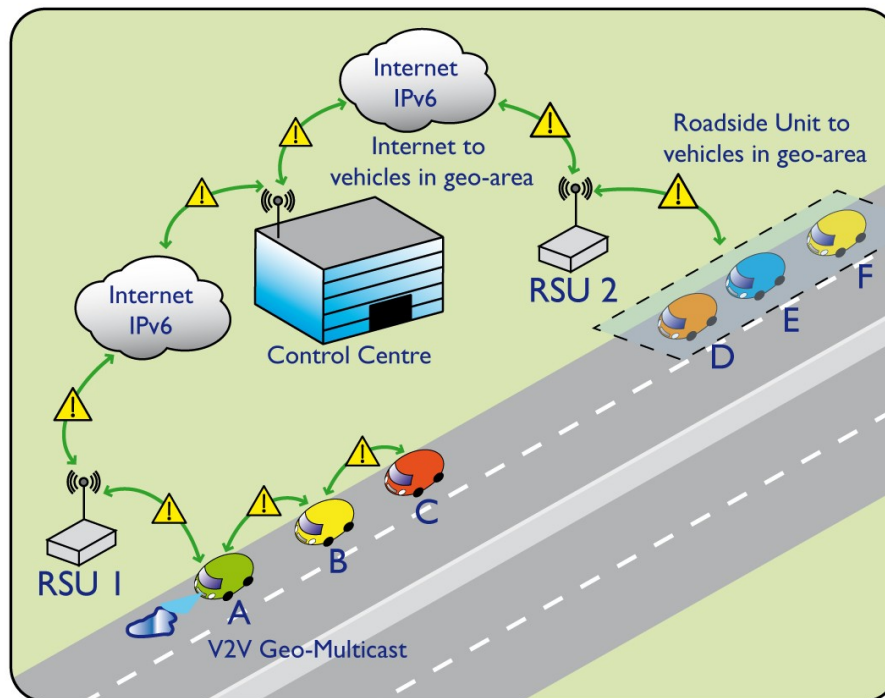 Internet
IPv6
Internet to
vehicles in geo-area
Roadside Unit to
vehicles in geo-area
Internet
IPv6
Control Centre
RSU 2
F
E
D
C
B
A
RSU 1
V2V Geo-Multicast